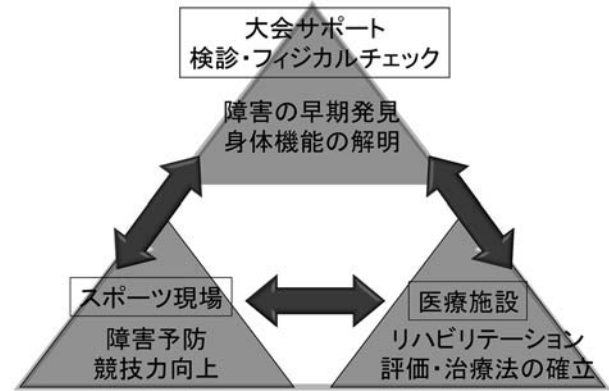 大会サポート
検診・フィジカルチェック
障害の早期発見
身体機能の解明
スポーツ現場
障害予防
競技力向上
医療施設
リハビリテーション
評価・治療法の確立